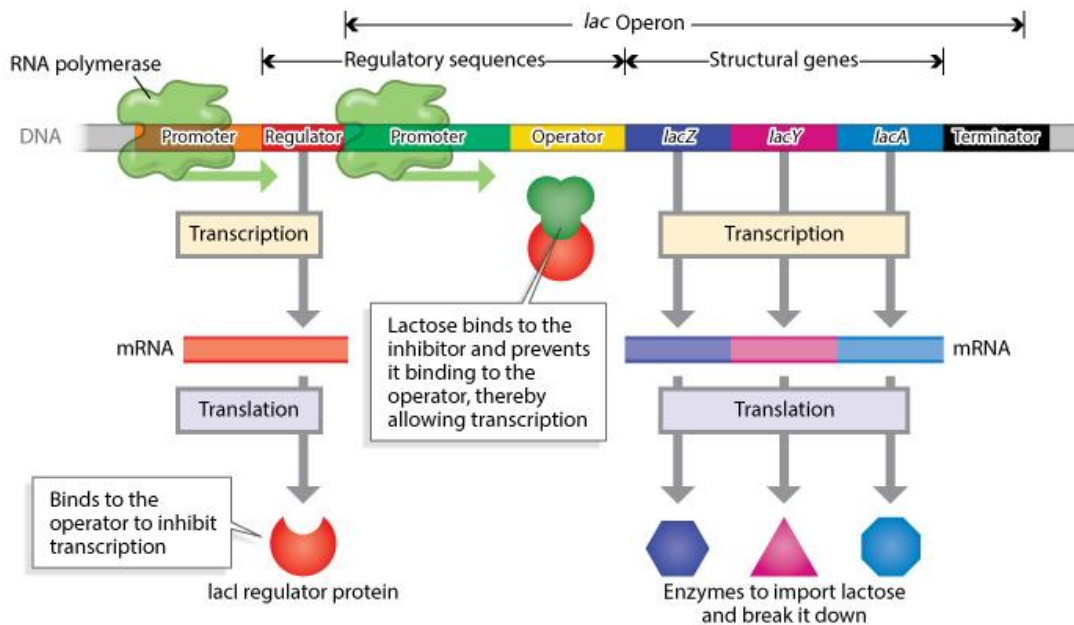 lac Operon
RNA polymerase
Regulatory sequences
Structural genes
DNA
Promoter
Regulator
Promoter
Operator
lacZ
lacY
lacA
Terminator
Transcription
Transcription
Lactose binds to the
inhibitor and prevents
it binding to the
operator, thereby
allowing transcription
mRNA
mRNA
Translation
Translation
Binds to the
operator to inhibit
transcription
lacI regulator protein
Enzymes to import lactose
and break it down